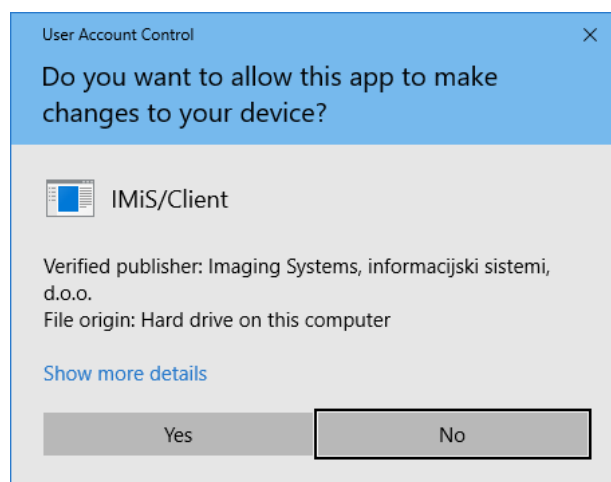 User Account Control
Do you want to allow this app to make
changes to your device?
IMiS/Client
Verified publisher: Imaging Systems, informacijski sistemi,
d.o.o.
File origin: Hard drive on this computer
Show more details
Yes
No